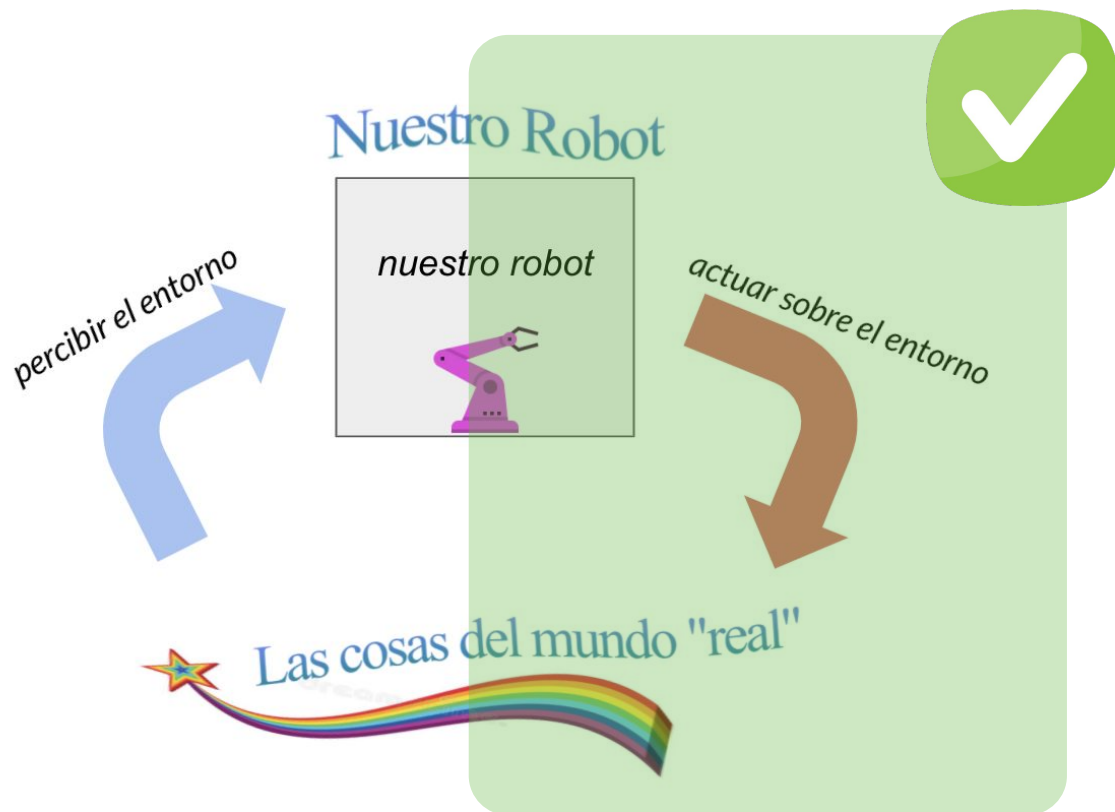 Nuestro Robot
nuestro robot
percibir el entorno
actuar sobre el entorno
Las cosas del mundo "real"